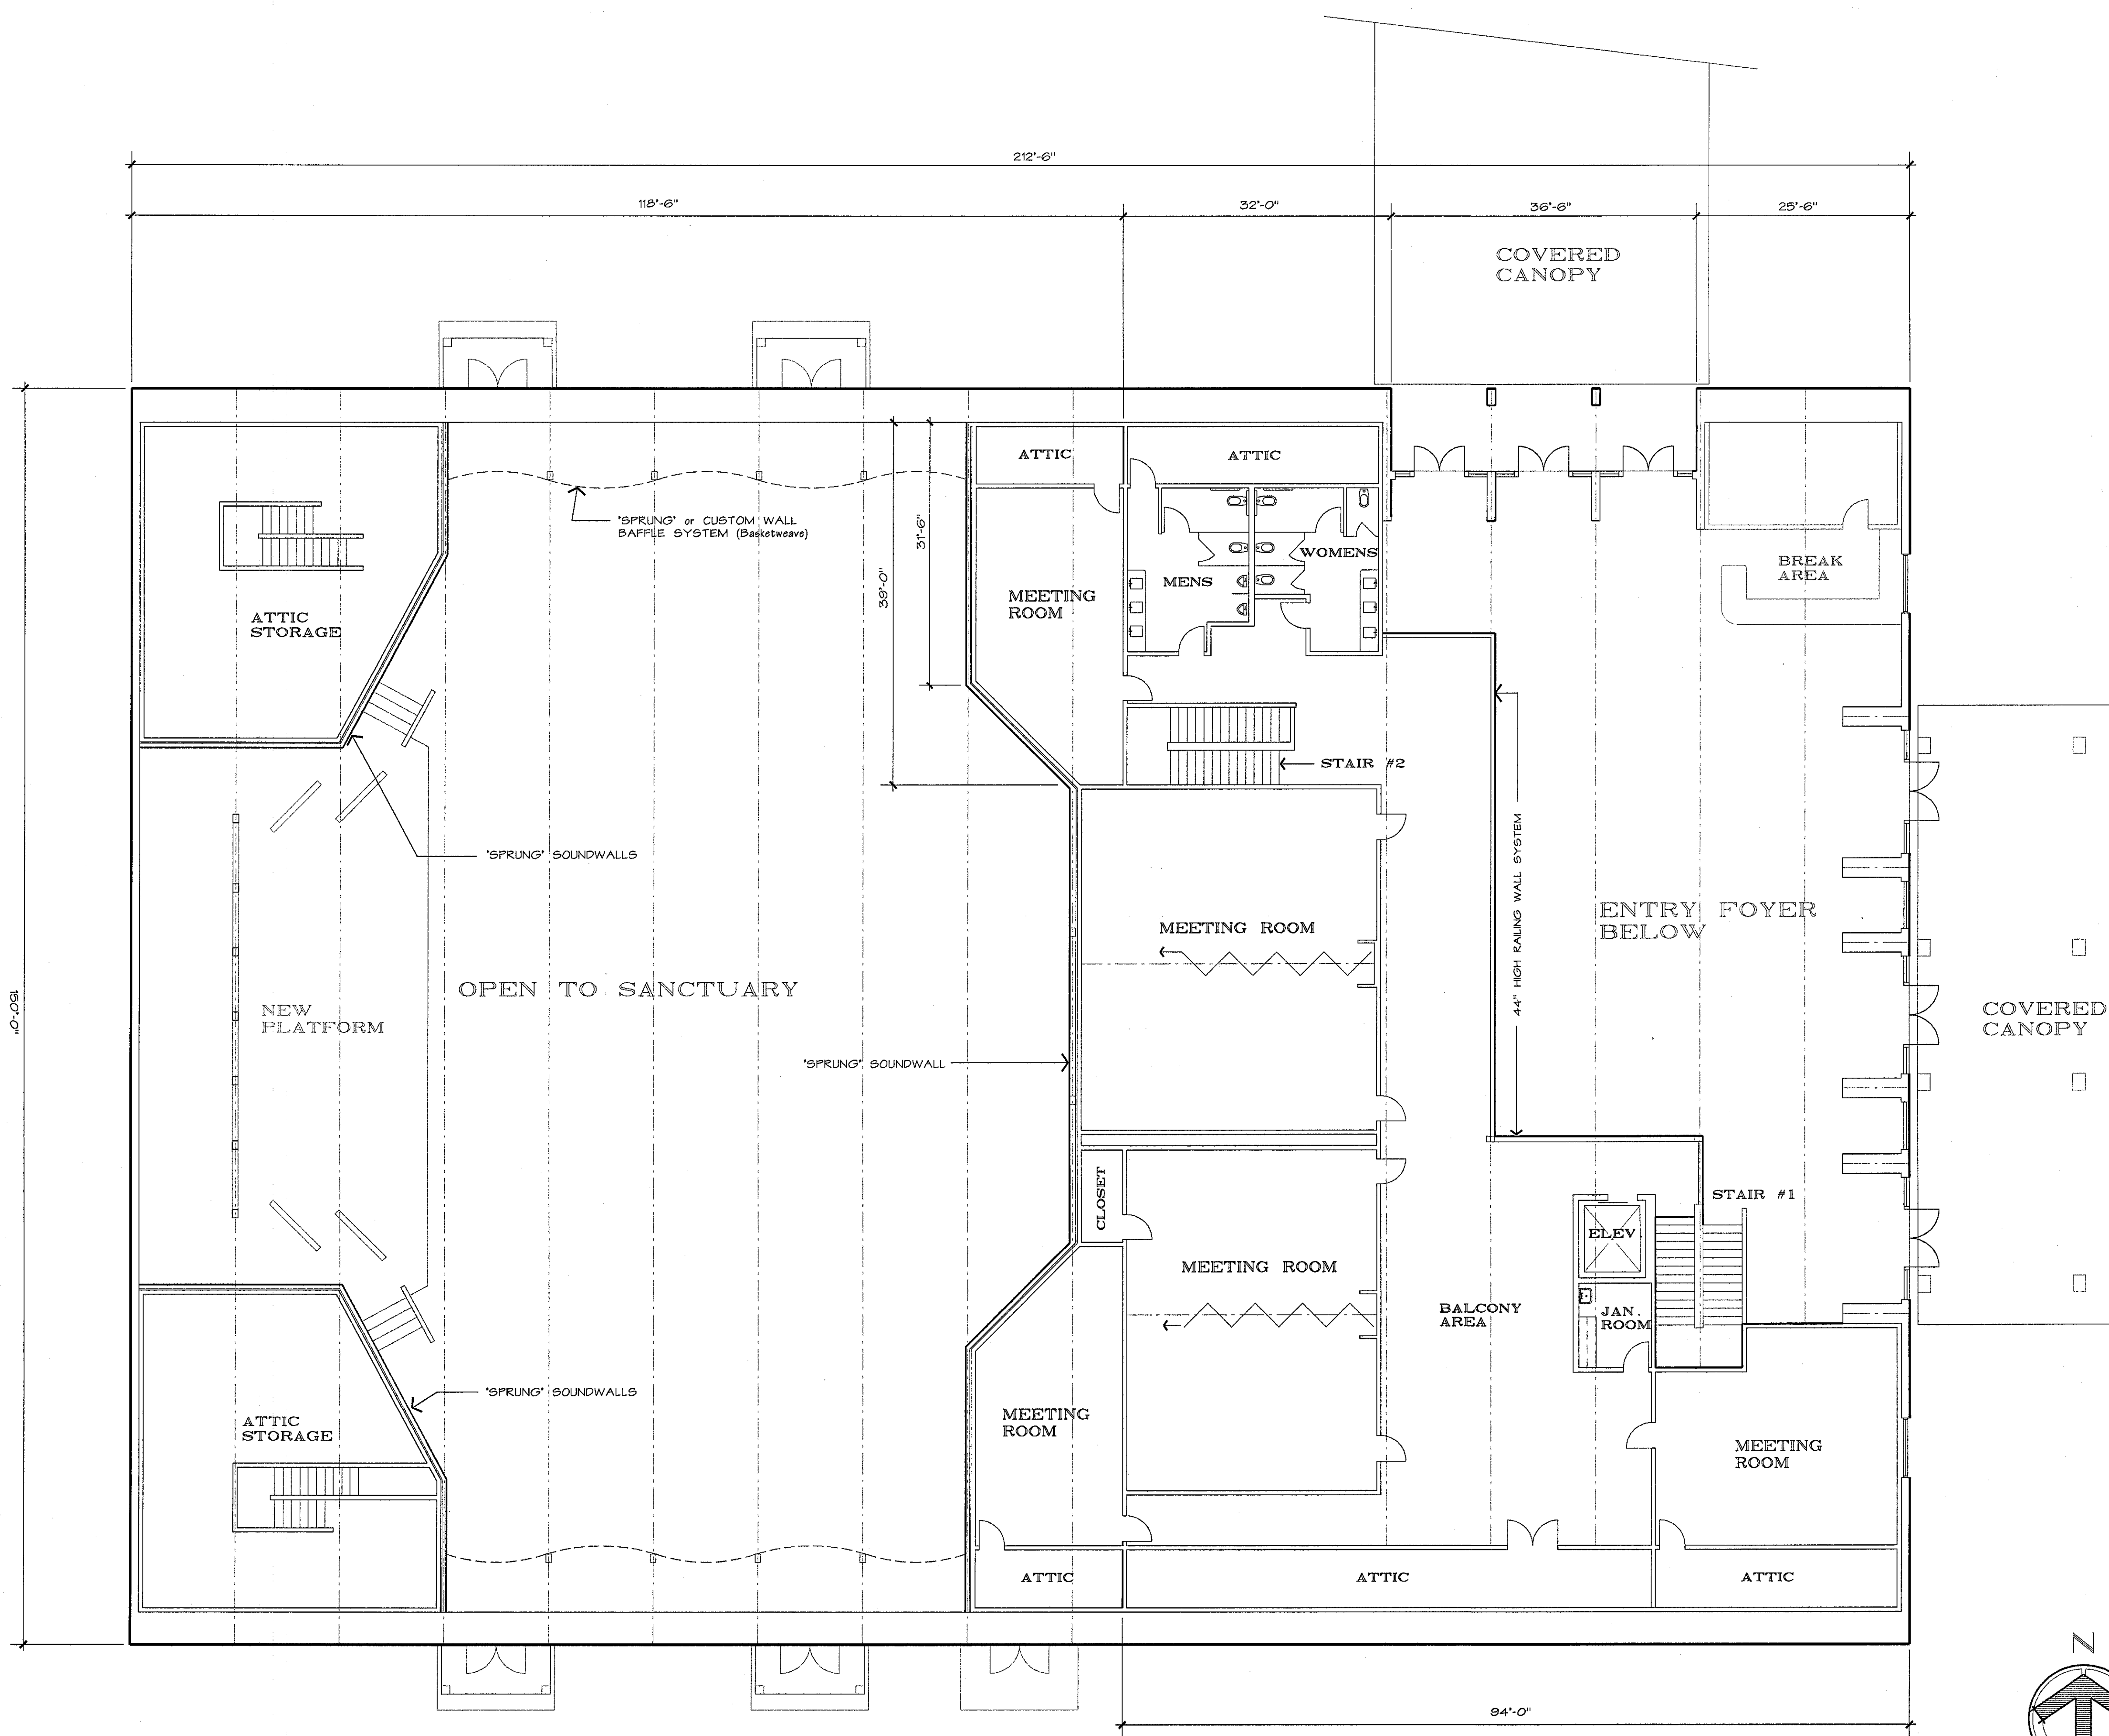 212'-6"
118'-6"
32'-0"
36'-6"
25'-6"
COVERED
CANOPY
ATTIC
ATTIC
"SPRUNG" or CUSTOM WALL
BAFFLE SYSTEM (Basketweave)
31'-6"
39'-0"
WOMENS
MENS
BREAK
AREA
MEETING
ROOM
ATTIC
STORAGE
STAIR #2
"SPRUNG" SOUNDWALLS
44" HIGH RAILING WALL SYSTEM
MEETING ROOM
ENTRY FOYER
BELOW
OPEN TO SANCTUARY
NEW
PLATFORM
150'-0"
COVERED
CANOPY
"SPRUNG" SOUNDWALL
CLOSET
STAIR #1
ELEV.
MEETING ROOM
BALCONY
AREA
JAN.
ROOM
"SPRUNG" SOUNDWALLS
ATTIC
STORAGE
MEETING
ROOM
MEETING
ROOM
ATTIC
ATTIC
ATTIC
N
94'-0"